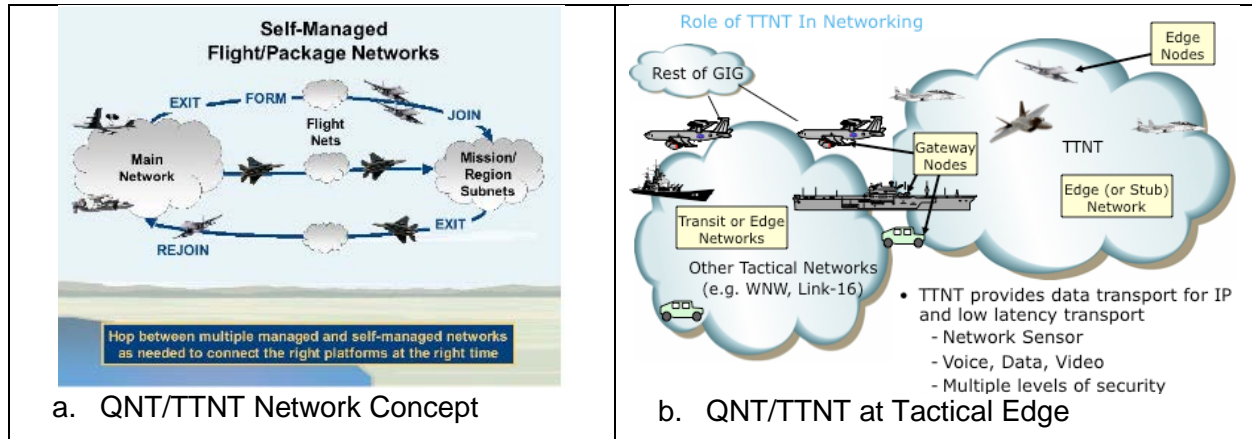 Self-Managed
Flight/Package Networks
EXIT
FORM
JOIN
Main
Network
Flight
Nets
Mission/
Region
Subnets
REJOIN
EXIT
Hop between multiple managed and self-managed networks
as needed to connect the right platforms at the right time
a. QNT/TTNT Network Concept
Role of TTNT In Networking
Rest of GIG
Edge
Nodes
Gateway
Nodes
TTNT
Edge (or Stub)
Network
Transit or Edge
Networks
Other Tactical Networks
(e.g. WNW, Link-16)
• TTNT provides data transport for IP
and low latency transport
- Network Sensor
- Voice, Data, Video
- Multiple levels of security
b. QNT/TTNT at Tactical Edge